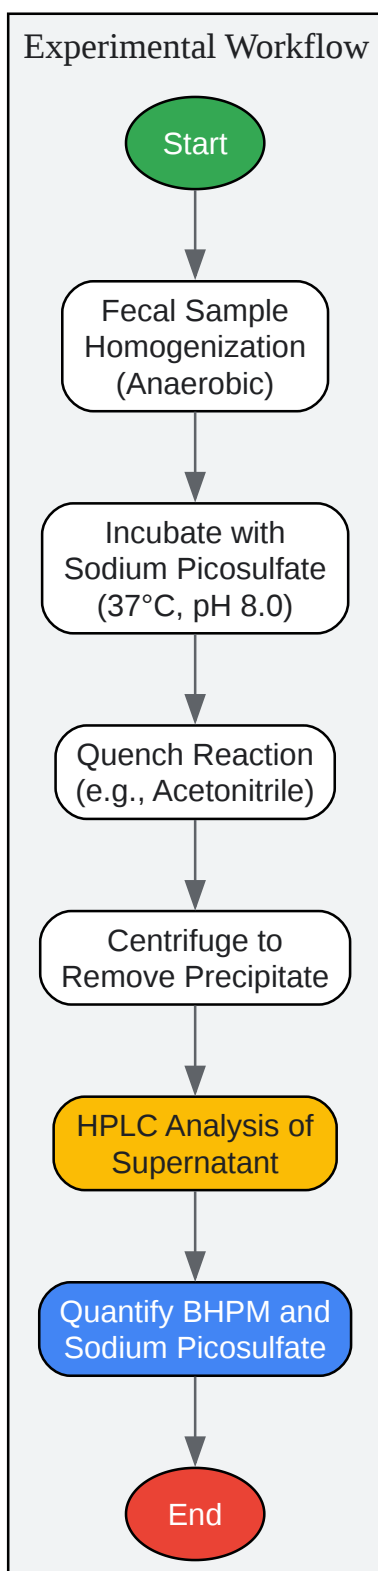 Experimental Workflow
Start
Fecal Sample
Homogenization
(Anaerobic)
Incubate with
Sodium Picosulfate
(37°C, pH 8.0)
Quench Reaction
(e.g., Acetonitrile)
Centrifuge to
Remove Precipitate
HPLC Analysis of
Supernatant
Quantify BHPM and
Sodium Picosulfate
End